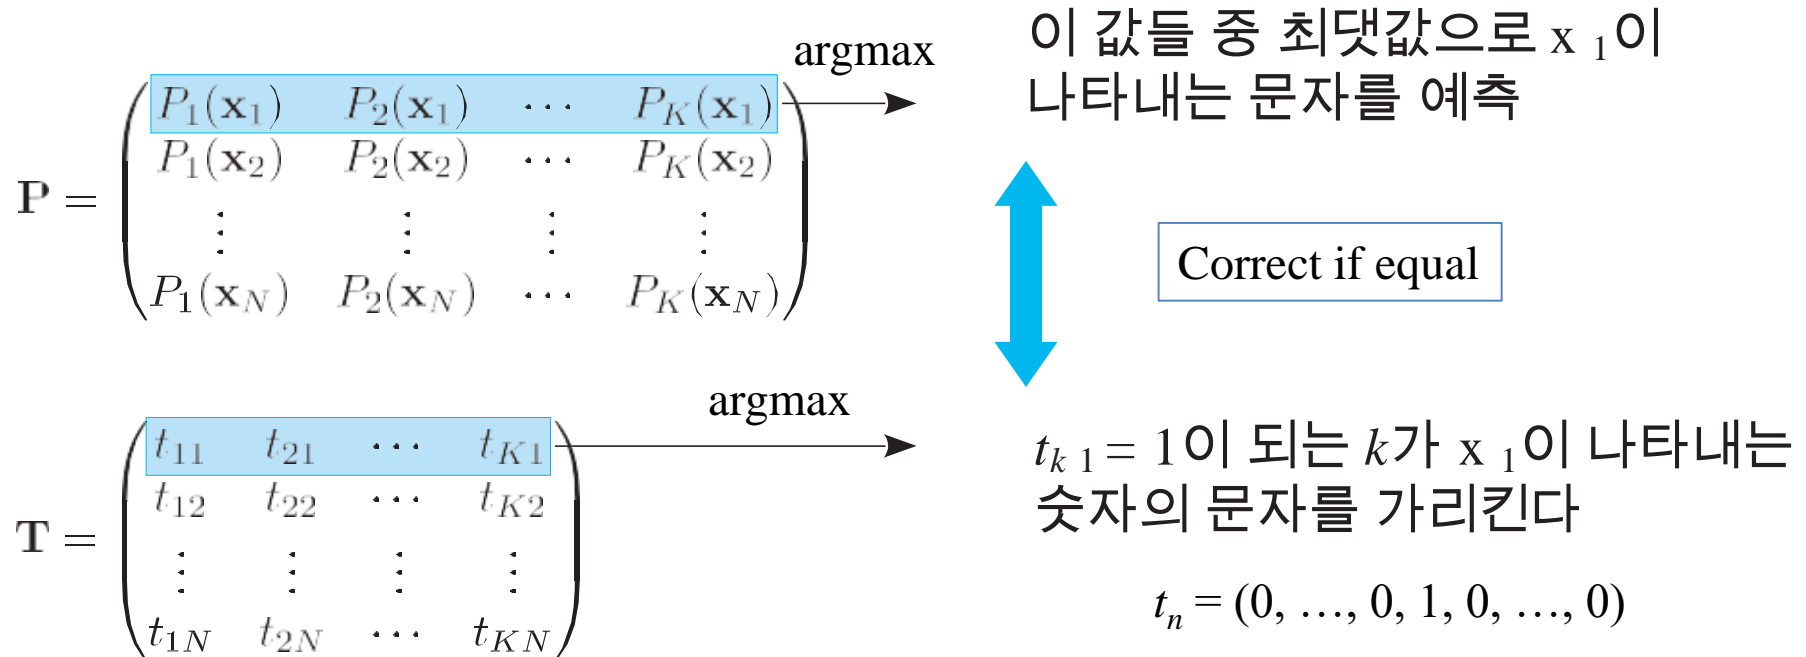 argmax
이 값들 중 최댓값으로 x 1이
나타내는 문자를 예측
P =
P1(x1) P2(x1) ⋯ PK(x1)
P1(x2) P2(x2) ⋯ PK(x2)
⋮ ⋮ ⋮ ⋮
P1(xN) P2(xN) ⋯ PK(xN)
Correct if equal
argmax
T =
t11 t21 ⋯ tK1
t12 t22 ⋯ tK2
⋮ ⋮ ⋮ ⋮
t1N t2N ⋯ tKN
tk 1 = 1이 되는 k가 x 1이 나타내는
숫자의 문자를 가리킨다
tn = (0, …, 0, 1, 0, …, 0)